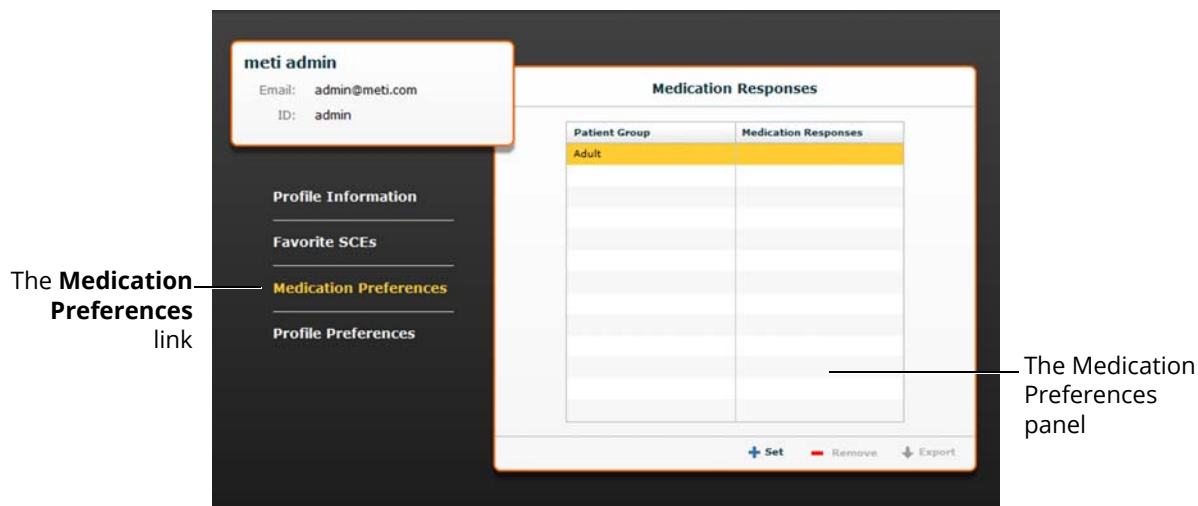 meti admin
Email: admin@meti.com
ID: admin
Medication Responses
Patient Group Medication Responses
Adult
Profile Information
Favorite SCEs
Medication Preferences
Profile Preferences
The Medication
Preferences
link
The Medication
Preferences
panel
Set Remove Export